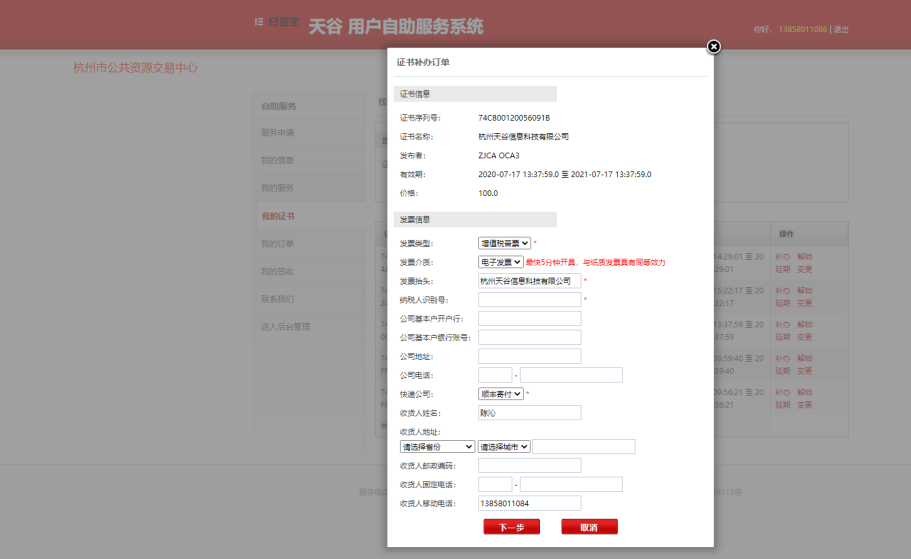 已签宝 天谷 用户自助服务系统
你好， 13858011086 | 退出
杭州市公共资源交易中心
自助服务
服务申请
我的信息
我的服务
我的证书
我的订单
我的签收
联系我们
进入后台管理
证书补办订单
证书信息
证书序列号： 74C800120056091B
证书名称： 杭州天谷信息科技有限公司
发布者： ZJCA OCA3
有效期： 2020-07-17 13:37:59.0 至 2021-07-17 13:37:59.0
价格： 100.0
发票信息
发票类型： 增值税普票 *
发票介质： 电子发票 最快5分钟开具，与纸质发票具有同等效力
发票抬头： 杭州天谷信息科技有限公司 *
纳税人识别号： *
公司基本户开户行：
公司基本户银行账号：
公司地址：
公司电话： -
快递公司： 顺丰寄付 *
收货人姓名： 陈沁
收货人地址：
请选择省份 请选择城市
收货人邮政编码：
收货人固定电话： -
收货人移动电话： 13858011084
下一步 取消
操作
14:29:01 至 20 补办 解锁
29:01 延期 变更
15:22:17 至 20 补办 解锁
22:17 延期 变更
13:37:59 至 20 补办 解锁
37:59 延期 变更
09:59:40 至 20 补办 解锁
59:40 延期 变更
09:56:21 至 20 补办 解锁
56:21 延期 变更
服务电